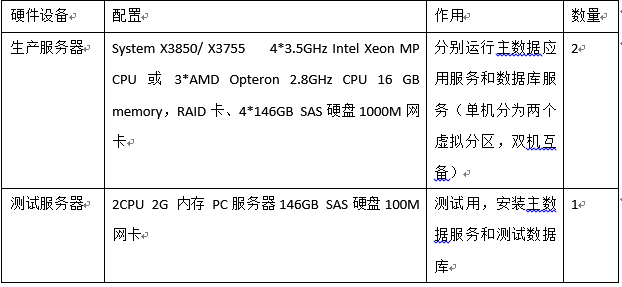 硬件设备 配置 作用 数量
生产服务器 System X3850/ X3755 4*3.5GHz Intel Xeon MP 分别运行主数据应 2
CPU 或 3*AMD Opteron 2.8GHz CPU 16 GB 用服务和数据库服
memory，RAID 卡、4*146GB SAS 硬盘 1000M 网 务（单机分为两个
卡 虚拟分区，双机互
备）
测试服务器 2CPU 2G 内存 PC 服务器 146GB SAS 硬盘 100M 测试用，安装主数 1
网卡 据服务和测试数据
库